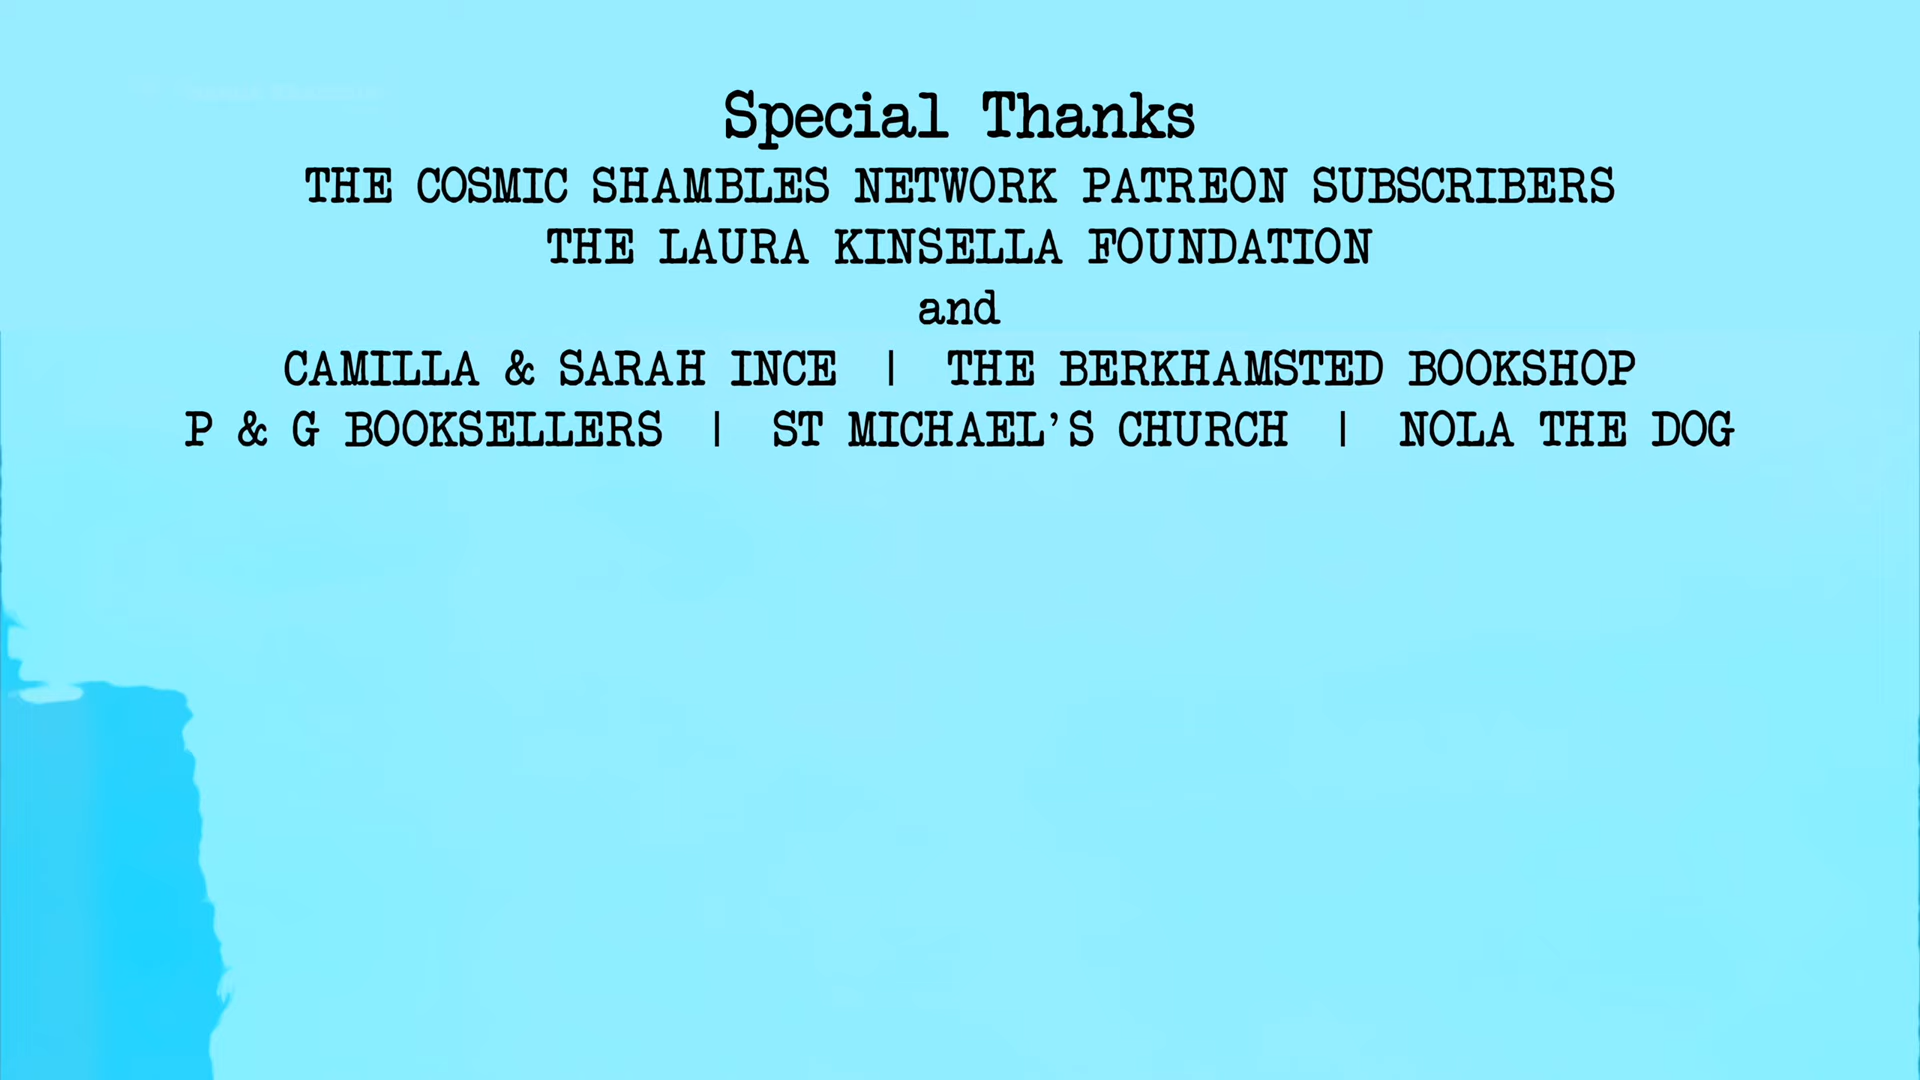 Special Thanks
THE COSMIC SHAMBLES NETWORK PATREON SUBSCRIBERS
THE LAURA KINSELLA FOUNDATION
and
CAMILLA & SARAH INCE | THE BERKHAMSTED BOOKSHOP
P & G BOOKSELLERS | ST MICHAEL’S CHURCH | NOLA THE DOG